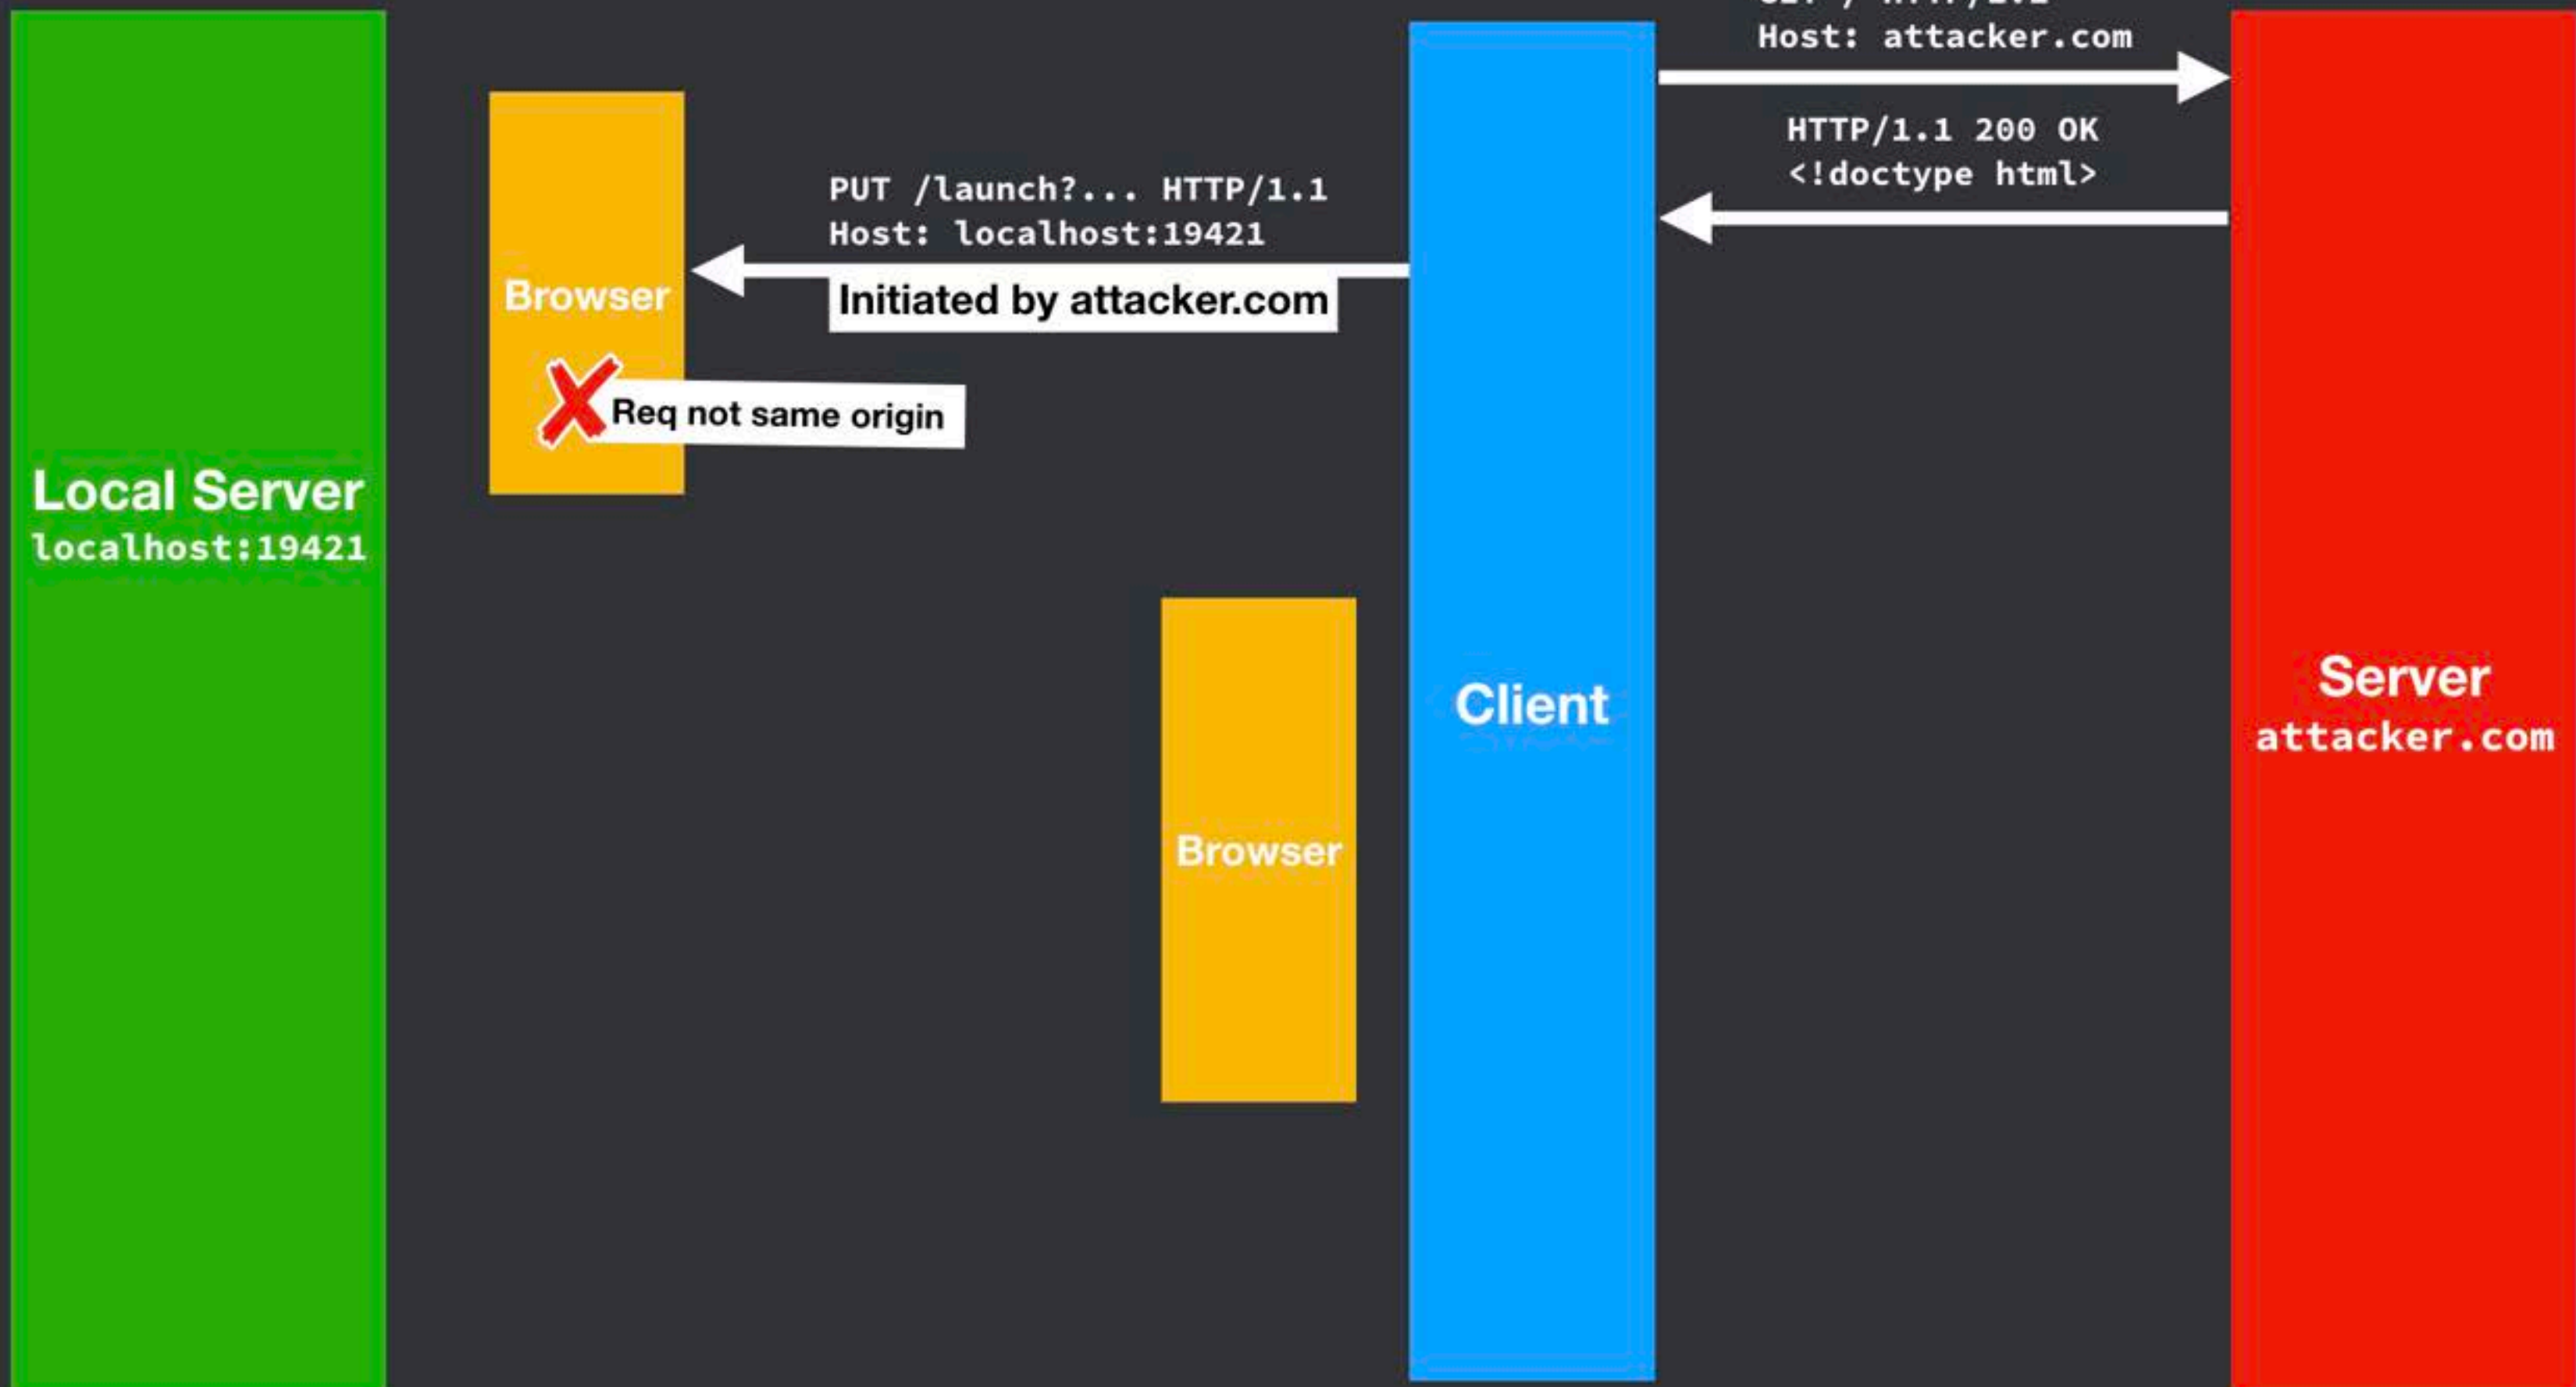 Host: attacker.com
HTTP/1.1 200 OK
<!doctype html>
PUT /launch?... HTTP/1.1
Host: localhost:19421
Initiated by attacker.com
Browser
Req not same origin
Local Server
localhost:19421
Client
Server
attacker.com
Browser